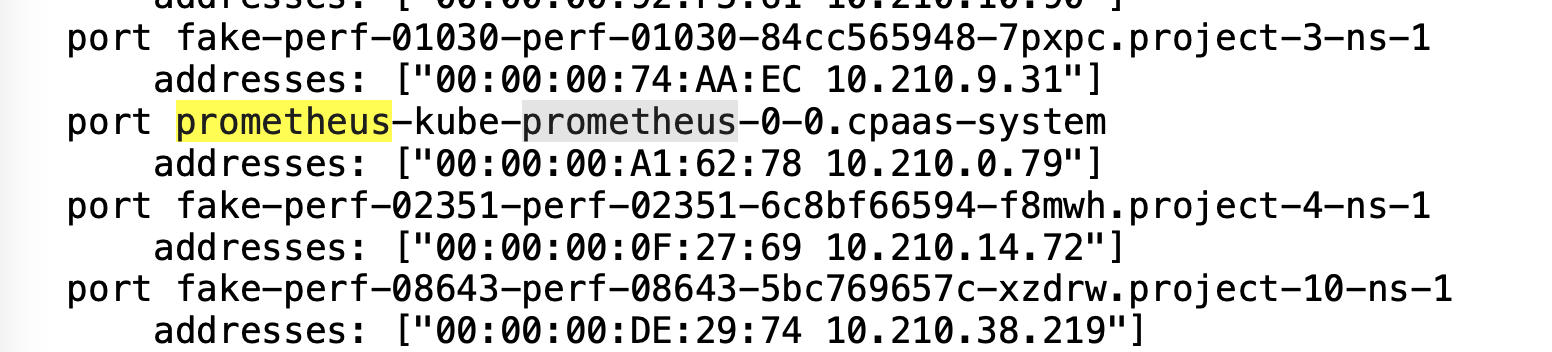 port fake-perf-01030-perf-01030-84cc565948-7pxpc.project-3-ns-1
addresses: ["00:00:00:74:AA:EC 10.210.9.31"]
port prometheus-kube-prometheus-0-0.cpaas-system
addresses: ["00:00:00:A1:62:78 10.210.0.79"]
port fake-perf-02351-perf-02351-6c8bf66594-f8mwh.project-4-ns-1
addresses: ["00:00:00:0F:27:69 10.210.14.72"]
port fake-perf-08643-perf-08643-5bc769657c-xzdrw.project-10-ns-1
addresses: ["00:00:00:DE:29:74 10.210.38.219"]